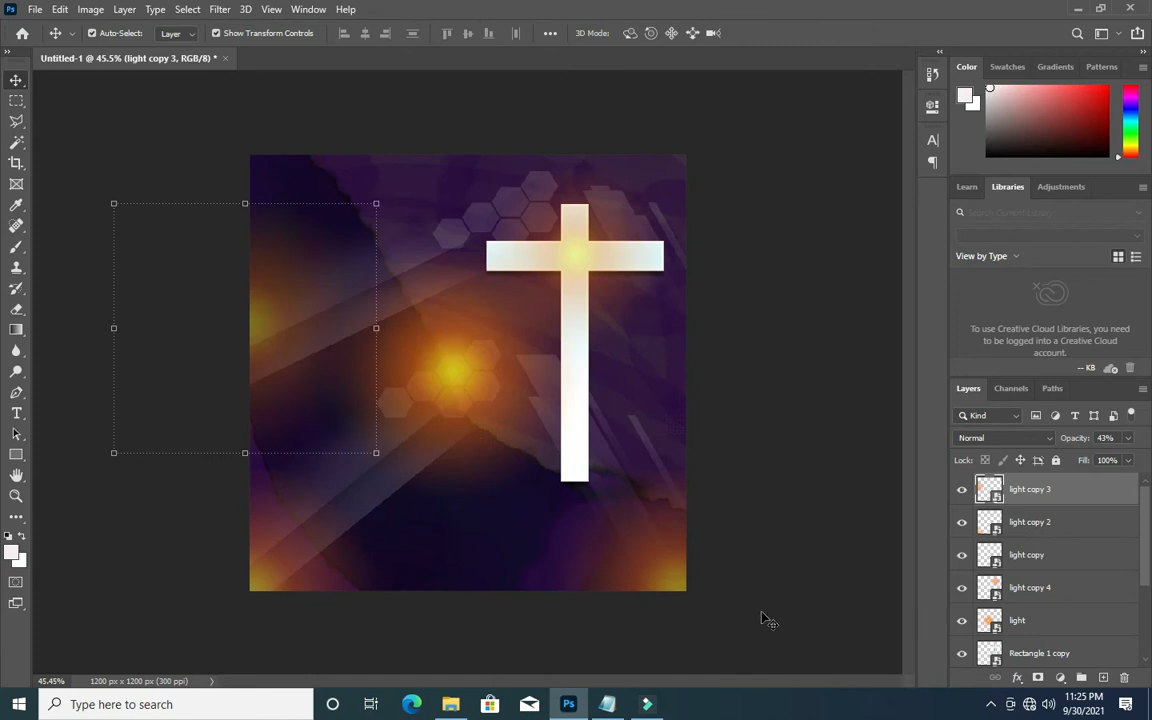 Ps File Edit Image Layer Type Select Filter 3D View Window Help
Auto-Select: Layer Show Transform Controls 3D Mode:
Untitled-1 @ 45.5% (light copy 3, RGB/8) *
Color Swatches Gradients Patterns
Learn Libraries Adjustments
Search Current Library
View by Type
To use Creative Cloud Libraries, you
need to be logged into a Creative Cloud
account.
-- KB
Layers Channels Paths
Kind
Normal Opacity: 43%
Lock: Fill: 100%
light copy 3
light copy 2
light copy
light copy 4
light
Rectangle 1 copy
45.45% 1200 px x 1200 px (300 ppi)
Type here to search
Ps
11:25 PM
9/30/2021